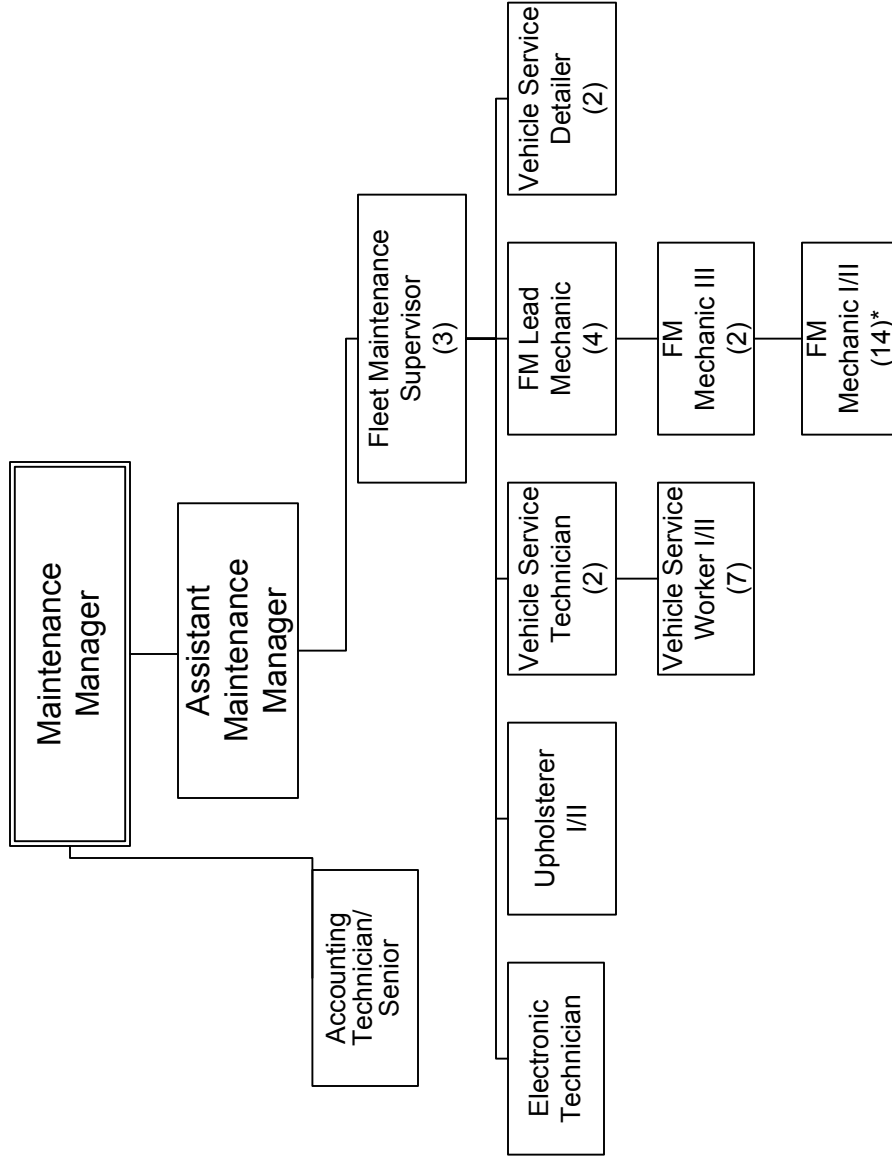 Maintenance
Manager
Assistant
Maintenance
Manager
Accounting
Technician/
Senior
Fleet Maintenance
Supervisor
(3)
Electronic
Technician
Upholsterer
I/II
Vehicle Service
Technician
(2)
FM Lead
Mechanic
(4)
Vehicle Service
Detailer
(2)
Vehicle Service
Worker I/II
(7)
FM
Mechanic III
(2)
FM
Mechanic I/II
(14)*